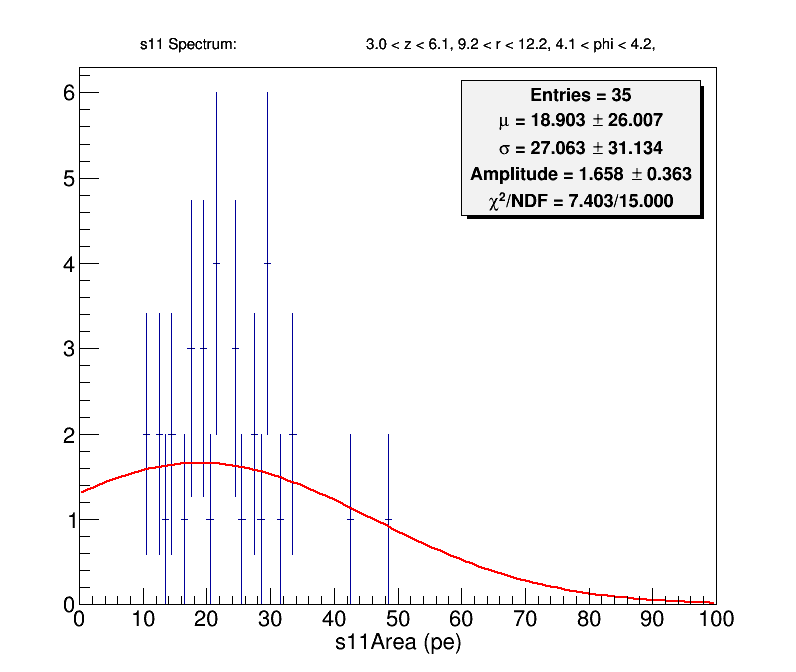 s11 Spectrum: 3.0 < z < 6.1, 9.2 < r < 12.2, 4.1 < phi < 4.2,
Entries = 35
μ = 18.903 ± 26.007
σ = 27.063 ± 31.134
Amplitude = 1.658 ± 0.363
χ²/NDF = 7.403/15.000
6
5
4
3
2
1
0
0 10 20 30 40 50 60 70 80 90 100
s11Area (pe)